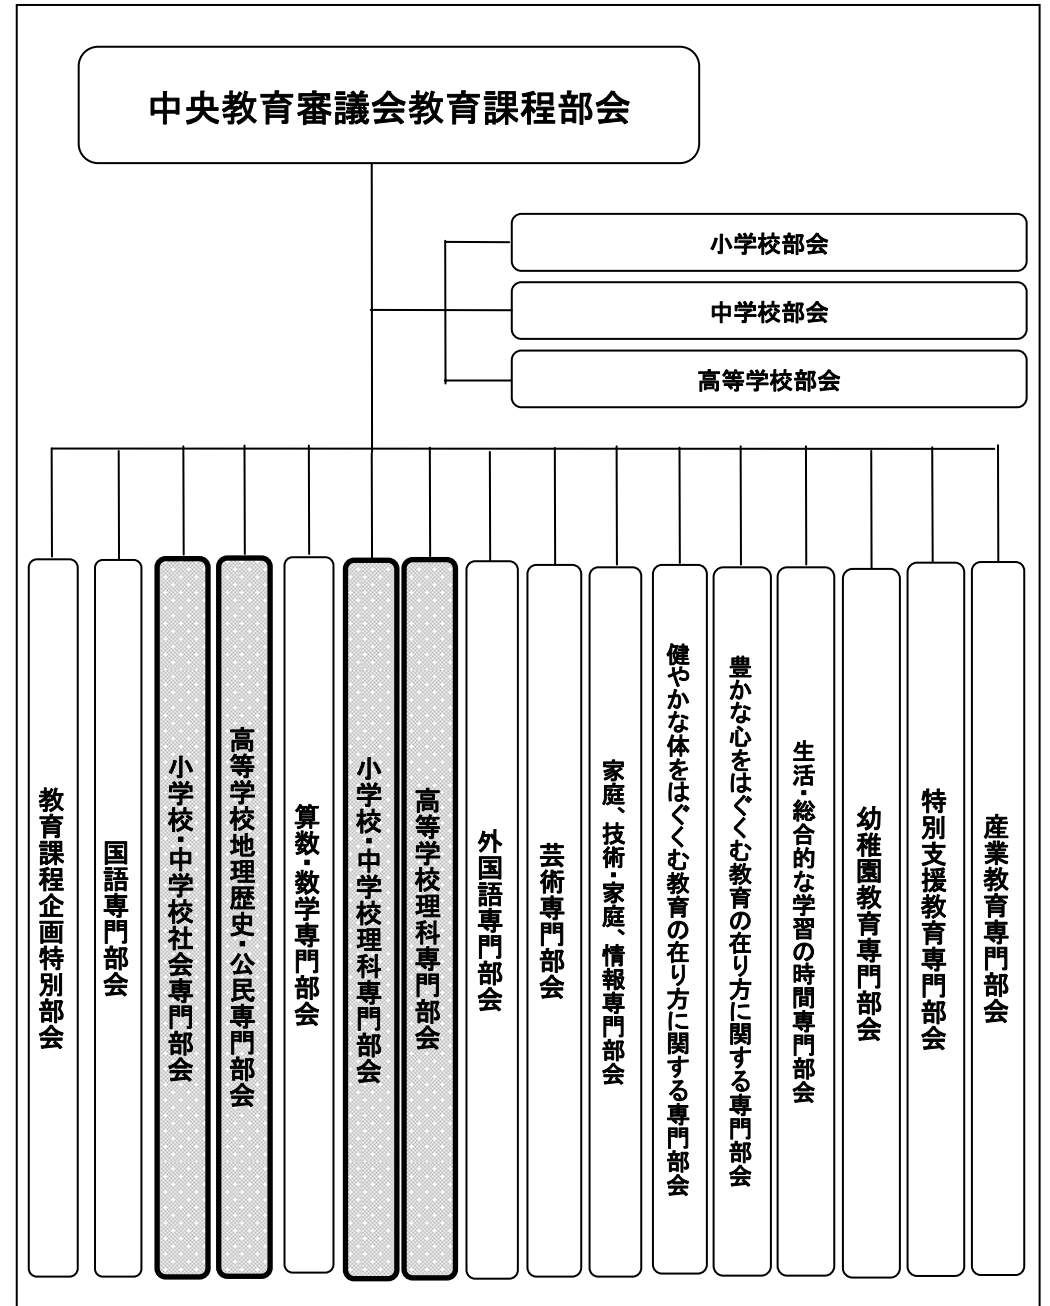 中央教育審議会教育課程部会
小学校部会
中学校部会
高等学校部会
教育課程企画特別部会
国語専門部会
小学校・中学校社会専門部会
高等学校地理歴史・公民専門部会
算数・数学専門部会
小学校・中学校理科専門部会
高等学校理科専門部会
外国語専門部会
芸術専門部会
家庭、技術・家庭、情報専門部会
健やかな体をはぐくむ教育の在り方に関する専門部会
豊かな心をはぐくむ教育の在り方に関する専門部会
生活・総合的な学習の時間専門部会
幼稚園教育専門部会
特別支援教育専門部会
産業教育専門部会